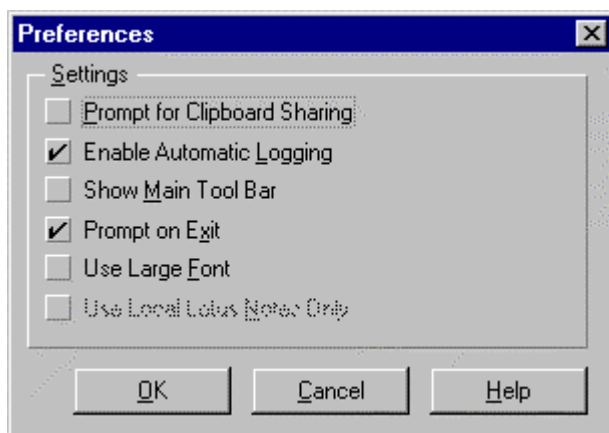 Preferences
Settings
Prompt for Clipboard Sharing
Enable Automatic Logging
Show Main Tool Bar
Prompt on Exit
Use Large Font
Use Local Lotus Notes Only
OK Cancel Help